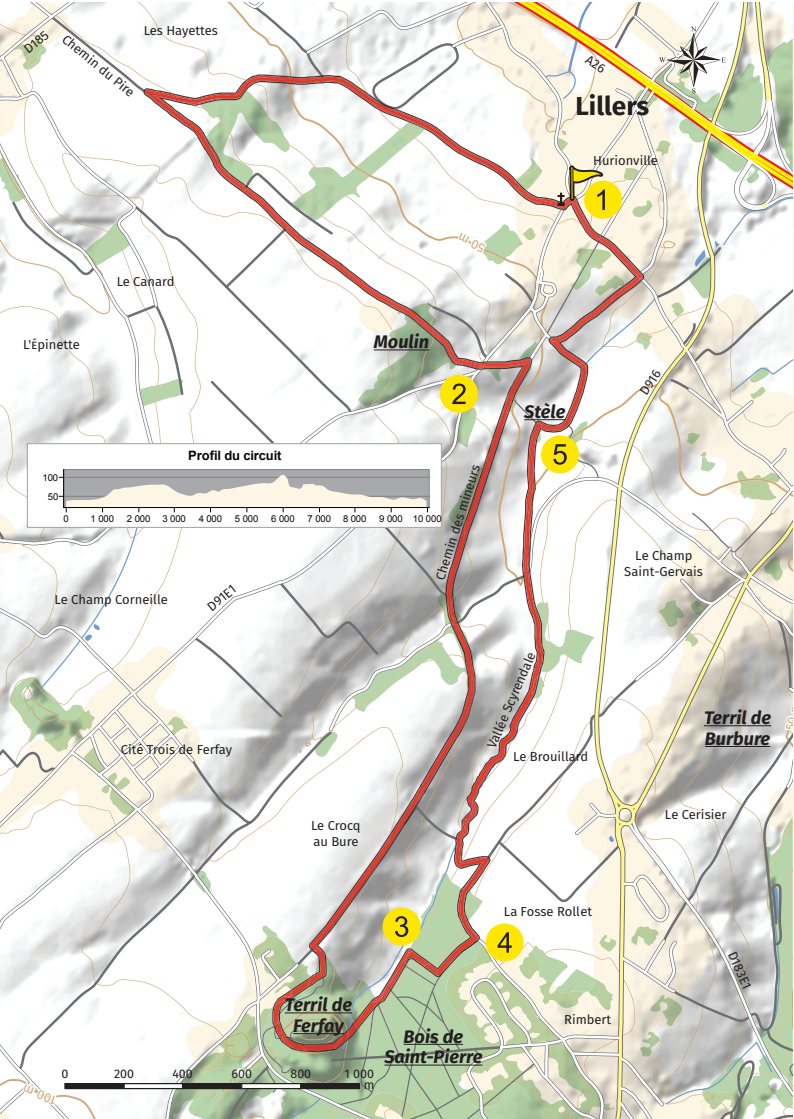 D185
Chemin du Pire
Les Hayettes
A26
N
W
E
S
Lillers
Hurionville
1
50-m
Le Canard
L'Épinette
Moulin
2
Stèle
5
D916
Profil du circuit
100
50
0 1 000 2 000 3 000 4 000 5 000 6 000 7 000 8 000 9 000 10 000
Chemin des mineurs
Le Champ
Saint-Gervais
Le Champ Corneille
D91E1
Vallée Scyrendale
Terril de
Burbure
Cité Trois de Ferfay
Le Brouillard
Le Crocq
au Bure
Le Cerisier
3
La Fosse Rollet
4
D183E1
Terril de
Ferfay
Bois de
Saint-Pierre
Rimbert
0 200 400 600 800 1000
m
100-m